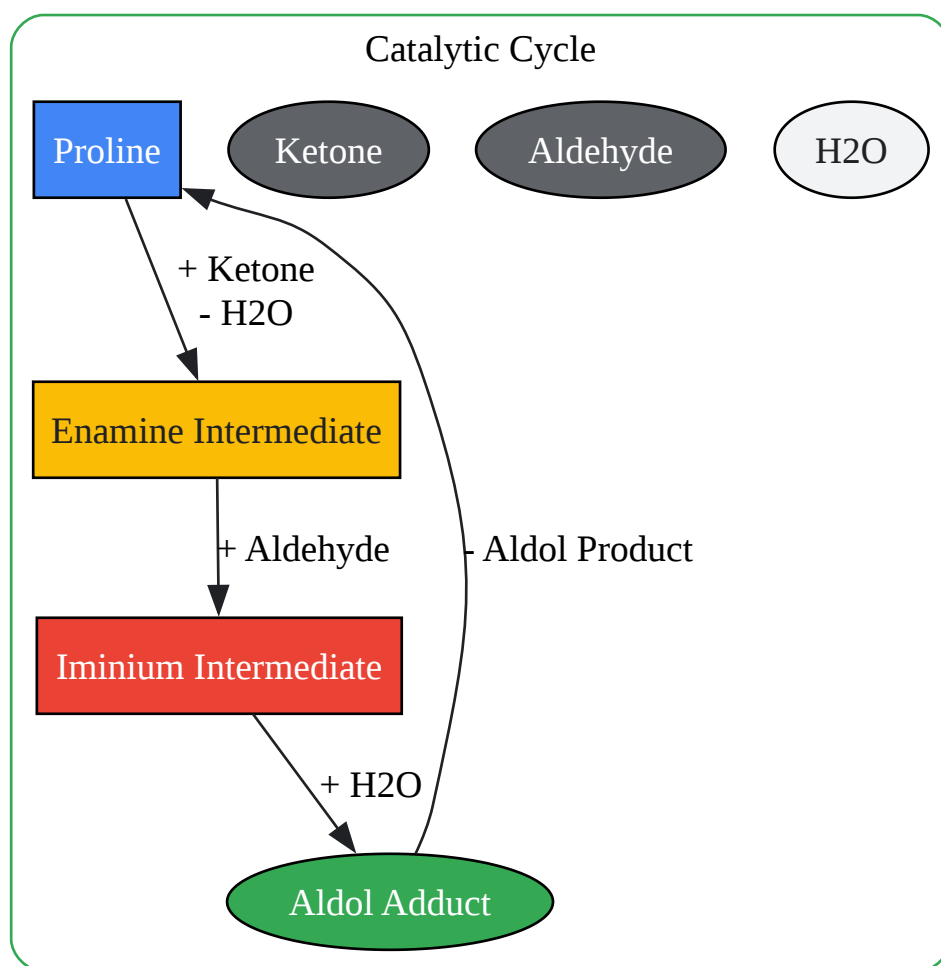 Catalytic Cycle
Proline
Ketone
Aldehyde
H2O
+ Ketone
- H2O
Enamine Intermediate
+ Aldehyde
- Aldol Product
Iminium Intermediate
+ H2O
Aldol Adduct